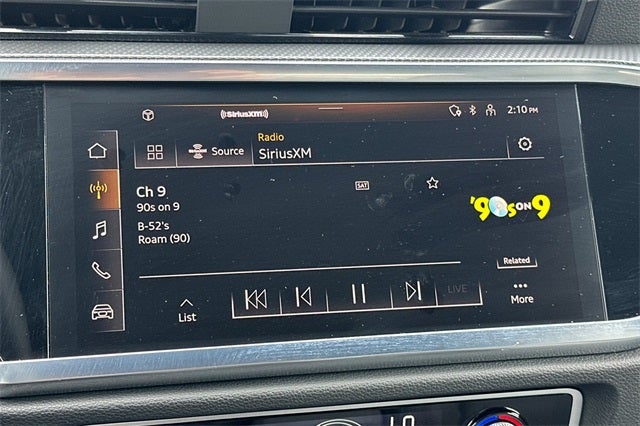 ((SiriusXM))
2:10 PM
Radio
Source
SiriusXM
Ch 9
SAT
90s on 9
'90s ON 9
B-52's
Roam (90)
Related
LIVE
List
More